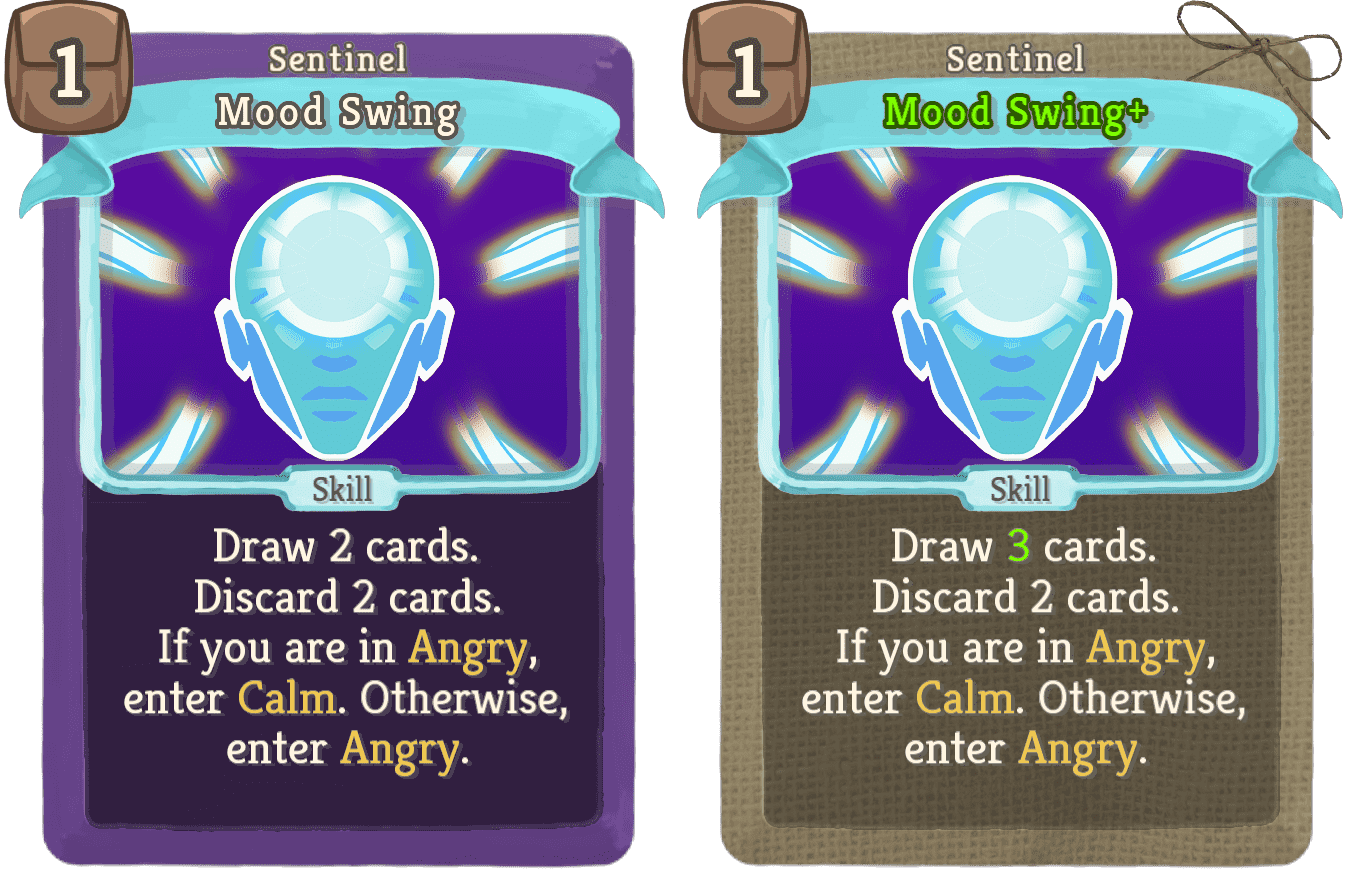 1
Sentinel
Mood Swing
Skill
Draw 2 cards.
Discard 2 cards.
If you are in Angry,
enter Calm. Otherwise,
enter Angry.
1
Sentinel
Mood Swing+
Skill
Draw 3 cards.
Discard 2 cards.
If you are in Angry,
enter Calm. Otherwise,
enter Angry.